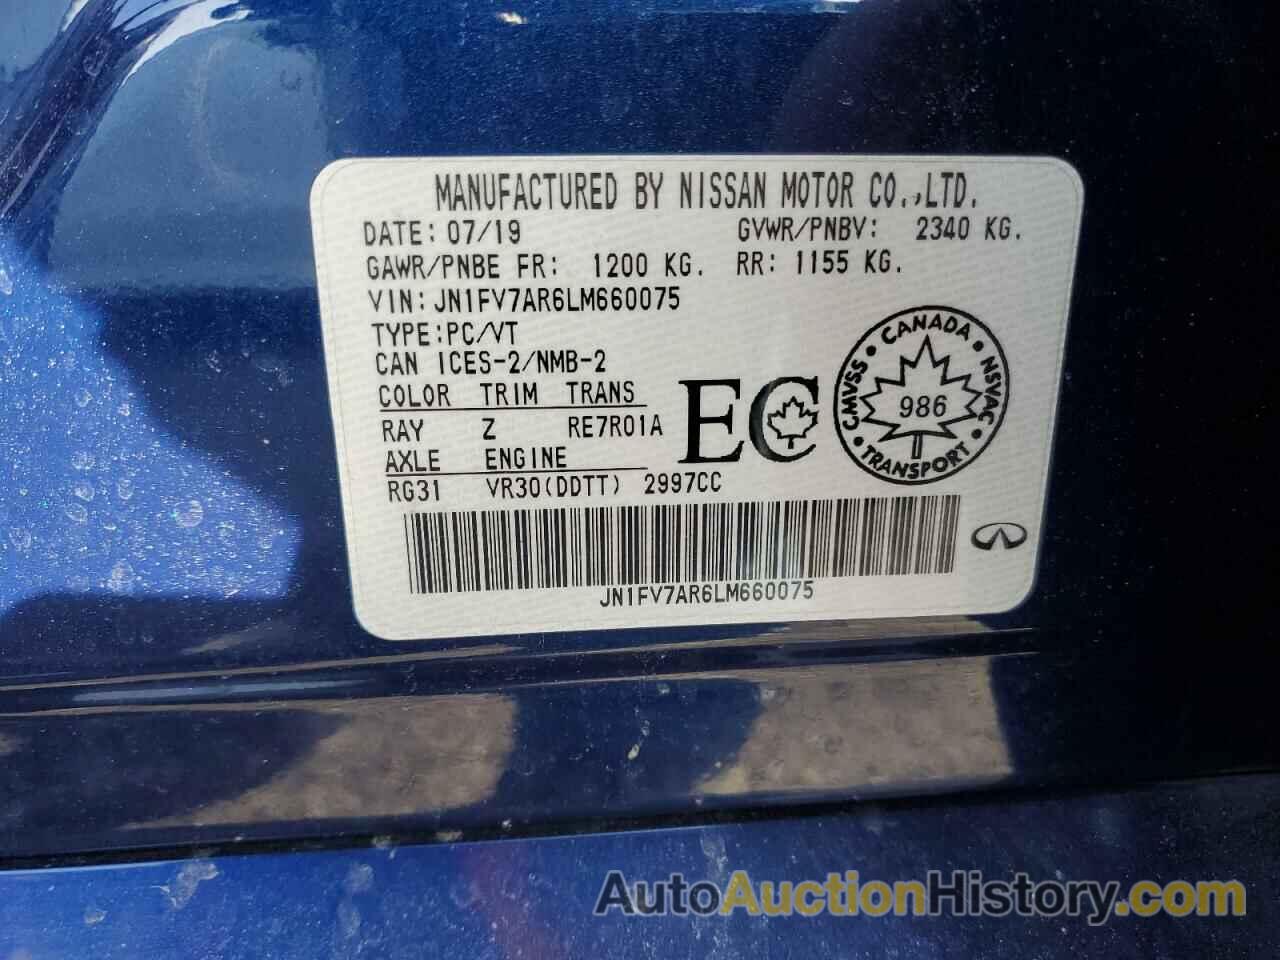 MANUFACTURED BY NISSAN MOTOR CO.,LTD.
DATE: 07/19 GVWR/PNBV: 2340 KG.
GAWR/PNBE FR: 1200 KG. RR: 1155 KG.
VIN: JN1FV7AR6LM660075
TYPE: PC/VT
CAN ICES-2/NMB-2
COLOR TRIM TRANS
RAY Z RE7R01A
AXLE ENGINE
RG31 VR30(DDTT) 2997CC
EC
CMVSS • CANADA • NSVAC • TRANSPORT •
986
JN1FV7AR6LM660075
AutoAuctionHistory.com